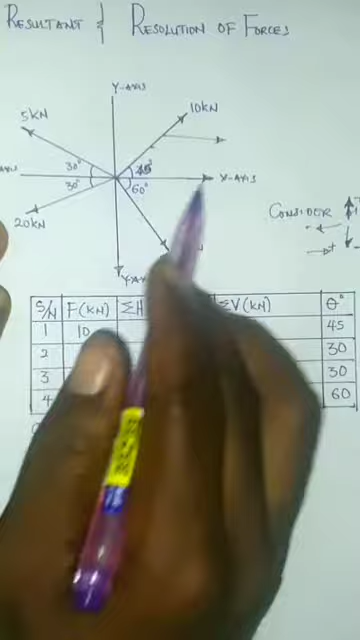 RESULTANT & RESOLUTION OF FORCES
Y-AXIS
10KN
5KN
30° 45°
AXIS X-AXIS
30° 60°
20KN
CONSIDER
- +
+ -
Y-AX
S/N F(KN) ΣH ΣV(KN) θ°
1 10 45
2 30
3 30
4 60